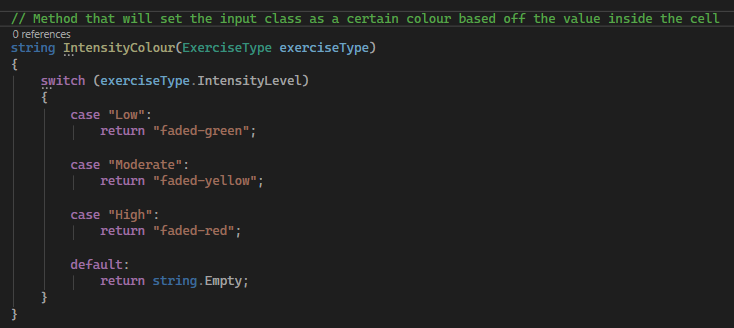 // Method that will set the input class as a certain colour based off the value inside the cell
0 references
string IntensityColour(ExerciseType exerciseType)
{
    switch (exerciseType.IntensityLevel)
    {
        case "Low":
            return "faded-green";

        case "Moderate":
            return "faded-yellow";

        case "High":
            return "faded-red";

        default:
            return string.Empty;
    }
}